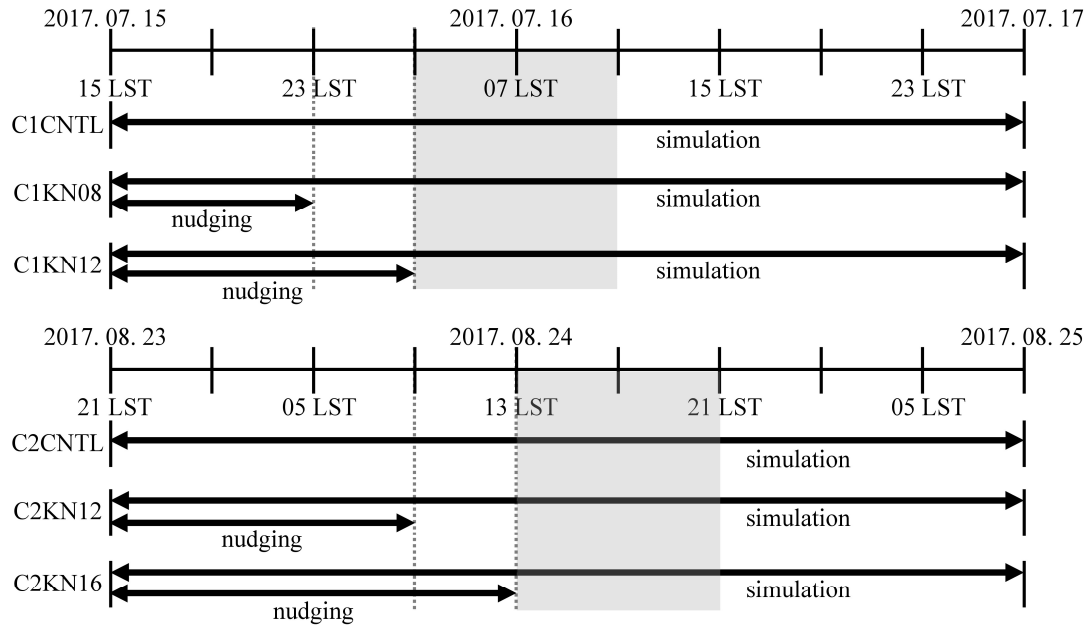 2017. 07. 15 2017. 07. 16 2017. 07. 17
15 LST 23 LST 07 LST 15 LST 23 LST
C1CNTL
simulation
C1KN08
simulation
nudging
C1KN12
simulation
nudging
2017. 08. 23 2017. 08. 24 2017. 08. 25
21 LST 05 LST 13 LST 21 LST 05 LST
C2CNTL
simulation
C2KN12
simulation
nudging
C2KN16
simulation
nudging